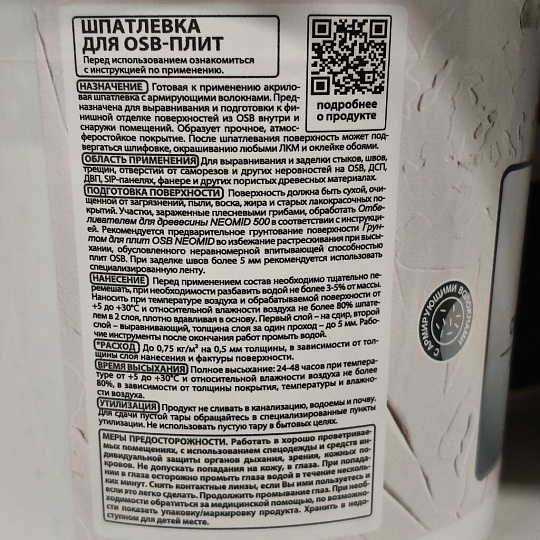 ШПАТЛЕВКА
ДЛЯ OSB-ПЛИТ
Перед использованием ознакомиться
с инструкцией по применению.
подробнее
о продукте
НАЗНАЧЕНИЕ Готовая к применению акрило-
вая шпатлевка с армирующими волокнами. Пред-
назначена для выравнивания и подготовки к фи-
нишной отделке поверхностей из OSB внутри и
снаружи помещений. Образует прочное, атмос-
феростойкое покрытие. После шпатлевания поверхность может под-
вергаться шлифовке, окрашиванию любыми ЛКМ и оклейке обоями.
ОБЛАСТЬ ПРИМЕНЕНИЯ Для выравнивания и заделки стыков, швов,
трещин, отверстий от саморезов и других неровностей на OSB, ДСП,
ДВП, SIP-панелях, фанере и других пористых древесных материалах.
ПОДГОТОВКА ПОВЕРХНОСТИ Поверхность должна быть сухой, очи-
щенной от загрязнений, пыли, воска, жира и старых лакокрасочных по-
крытий. Участки, зараженные плесневыми грибами, обработать Отбе-
ливателем для древесины NEOMID 500 в соответствии с инструкци-
ей. Рекомендуется предварительное грунтование поверхности Грун-
том для плит OSB NEOMID во избежание растрескивания при высы-
хании, обусловленного неравномерной впитывающей способностью
плит OSB. При заделке швов более 5 мм рекомендуется использовать
специализированную ленту.
НАНЕСЕНИЕ Перед применением состав необходимо тщательно пе-
ремешать, при необходимости разбавить водой не более 3-5% от массы.
Наносить при температуре воздуха и обрабатываемой поверхности от
+5 до +30°С и относительной влажности воздуха не более 80% шпате-
лем в 2 слоя, плотно вдавливая в основу. Первый слой – на сдир, второй
слой – выравнивающий, толщина слоя за один проход – до 5 мм. Рабо-
чие инструменты после окончания работ промыть водой.
*РАСХОД До 0,75 кг/м² на 0,5 мм толщины, в зависимости от тол-
щины слоя нанесения и фактуры поверхности.
ВРЕМЯ ВЫСЫХАНИЯ Полное высыхание: 24-48 часов при темпера-
туре от +5 до +30°С и относительной влажности воздуха не более
80%, в зависимости от толщины покрытия, температуры и влажно-
сти воздуха.
УТИЛИЗАЦИЯ Продукт не сливать в канализацию, водоемы и почву.
Для сдачи пустой тары обращайтесь в специализированные пункты
утилизации. Не использовать пустую тару в бытовых целях.
МЕРЫ ПРЕДОСТОРОЖНОСТИ. Работать в хорошо проветривае-
мых помещениях, с использованием спецодежды и средств ин-
дивидуальной защиты органов дыхания, зрения, кожных по-
кровов. Не допускать попадания на кожу, в глаза. При попада-
нии в глаза осторожно промыть глаза водой в течение несколь-
ких минут. Снять контактные линзы, если Вы ими пользуетесь и
если это легко сделать. Продолжить промывание глаз. При необ-
ходимости обратиться за медицинской помощью, по возможно-
сти показать упаковку/маркировку продукта. Хранить в недо-
ступном для детей месте.
С АРМИРУЮЩИМИ ВОЛОКНАМИ